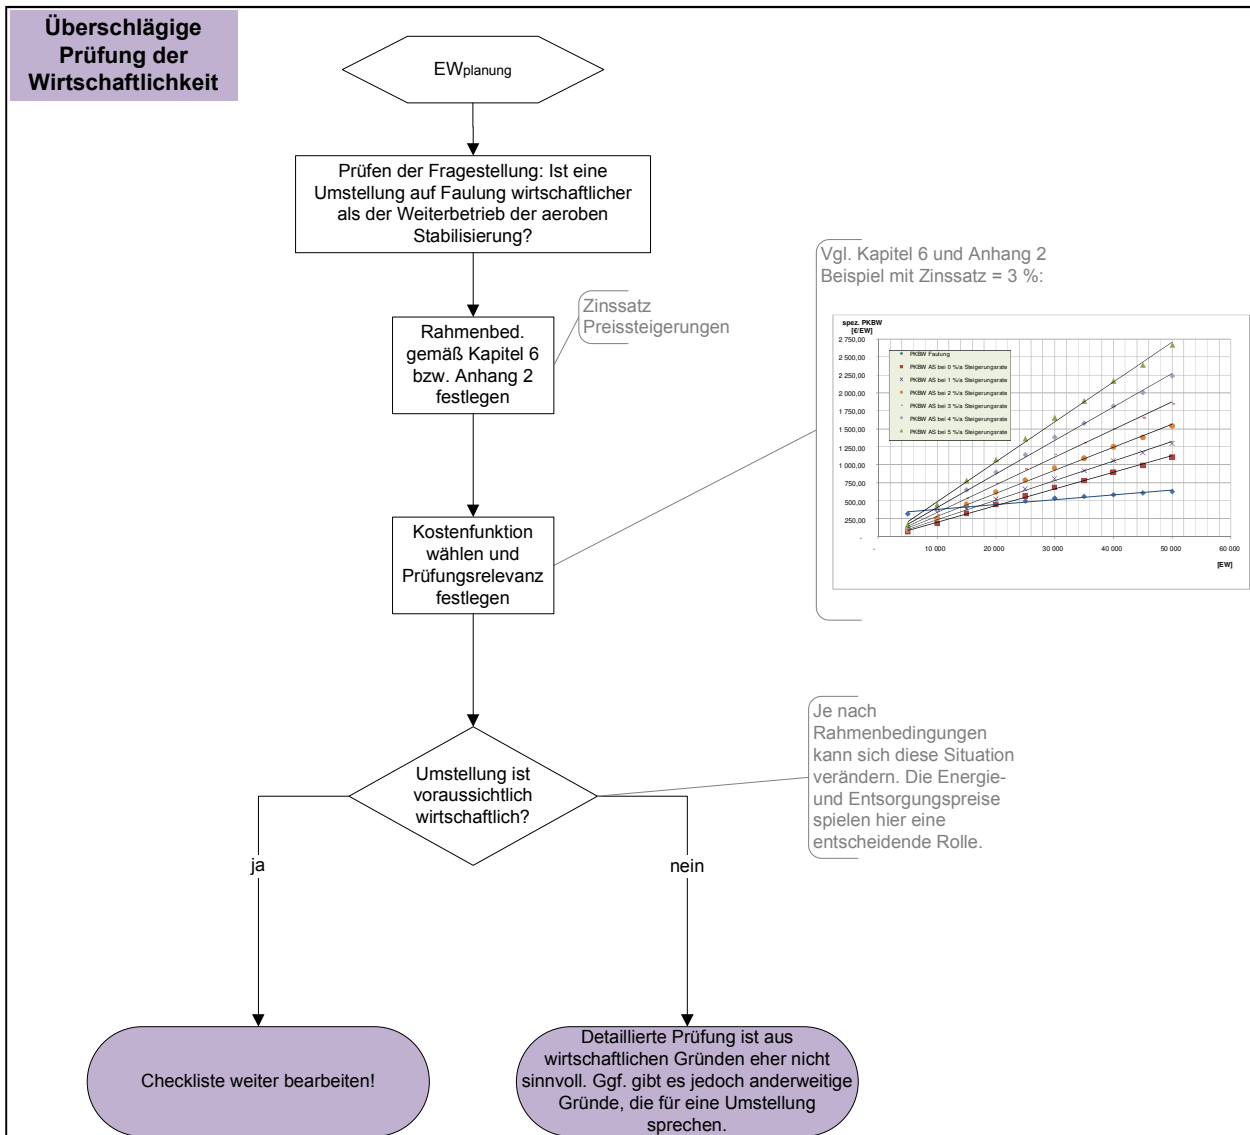 Überschlägige
Prüfung der
Wirtschaftlichkeit
EWplanung
Prüfen der Fragestellung: Ist eine
Umstellung auf Faulung wirtschaftlicher
als der Weiterbetrieb der aeroben
Stabilisierung?
Zinssatz
Preissteigerungen
Rahmenbed.
gemäß Kapitel 6
bzw. Anhang 2
festlegen
Vgl. Kapitel 6 und Anhang 2
Beispiel mit Zinssatz = 3 %:
spez. PKBW
[€/EW]
2 750,00
2 500,00
2 250,00
2 000,00
1 750,00
1 500,00
1 250,00
1 000,00
750,00
500,00
250,00
-
PKBW Faulung
PKBW AS bei 0 %/a Steigerungsrate
PKBW AS bei 1 %/a Steigerungsrate
PKBW AS bei 2 %/a Steigerungsrate
PKBW AS bei 3 %/a Steigerungsrate
PKBW AS bei 4 %/a Steigerungsrate
PKBW AS bei 5 %/a Steigerungsrate
- 10 000 20 000 30 000 40 000 50 000 60 000
[EW]
Kostenfunktion
wählen und
Prüfungsrelevanz
festlegen
Je nach
Rahmenbedingungen
kann sich diese Situation
verändern. Die Energie-
und Entsorgungspreise
spielen hier eine
entscheidende Rolle.
Umstellung ist
voraussichtlich
wirtschaftlich?
ja
nein
Checkliste weiter bearbeiten!
Detaillierte Prüfung ist aus
wirtschaftlichen Gründen eher nicht
sinnvoll. Ggf. gibt es jedoch anderweitige
Gründe, die für eine Umstellung
sprechen.